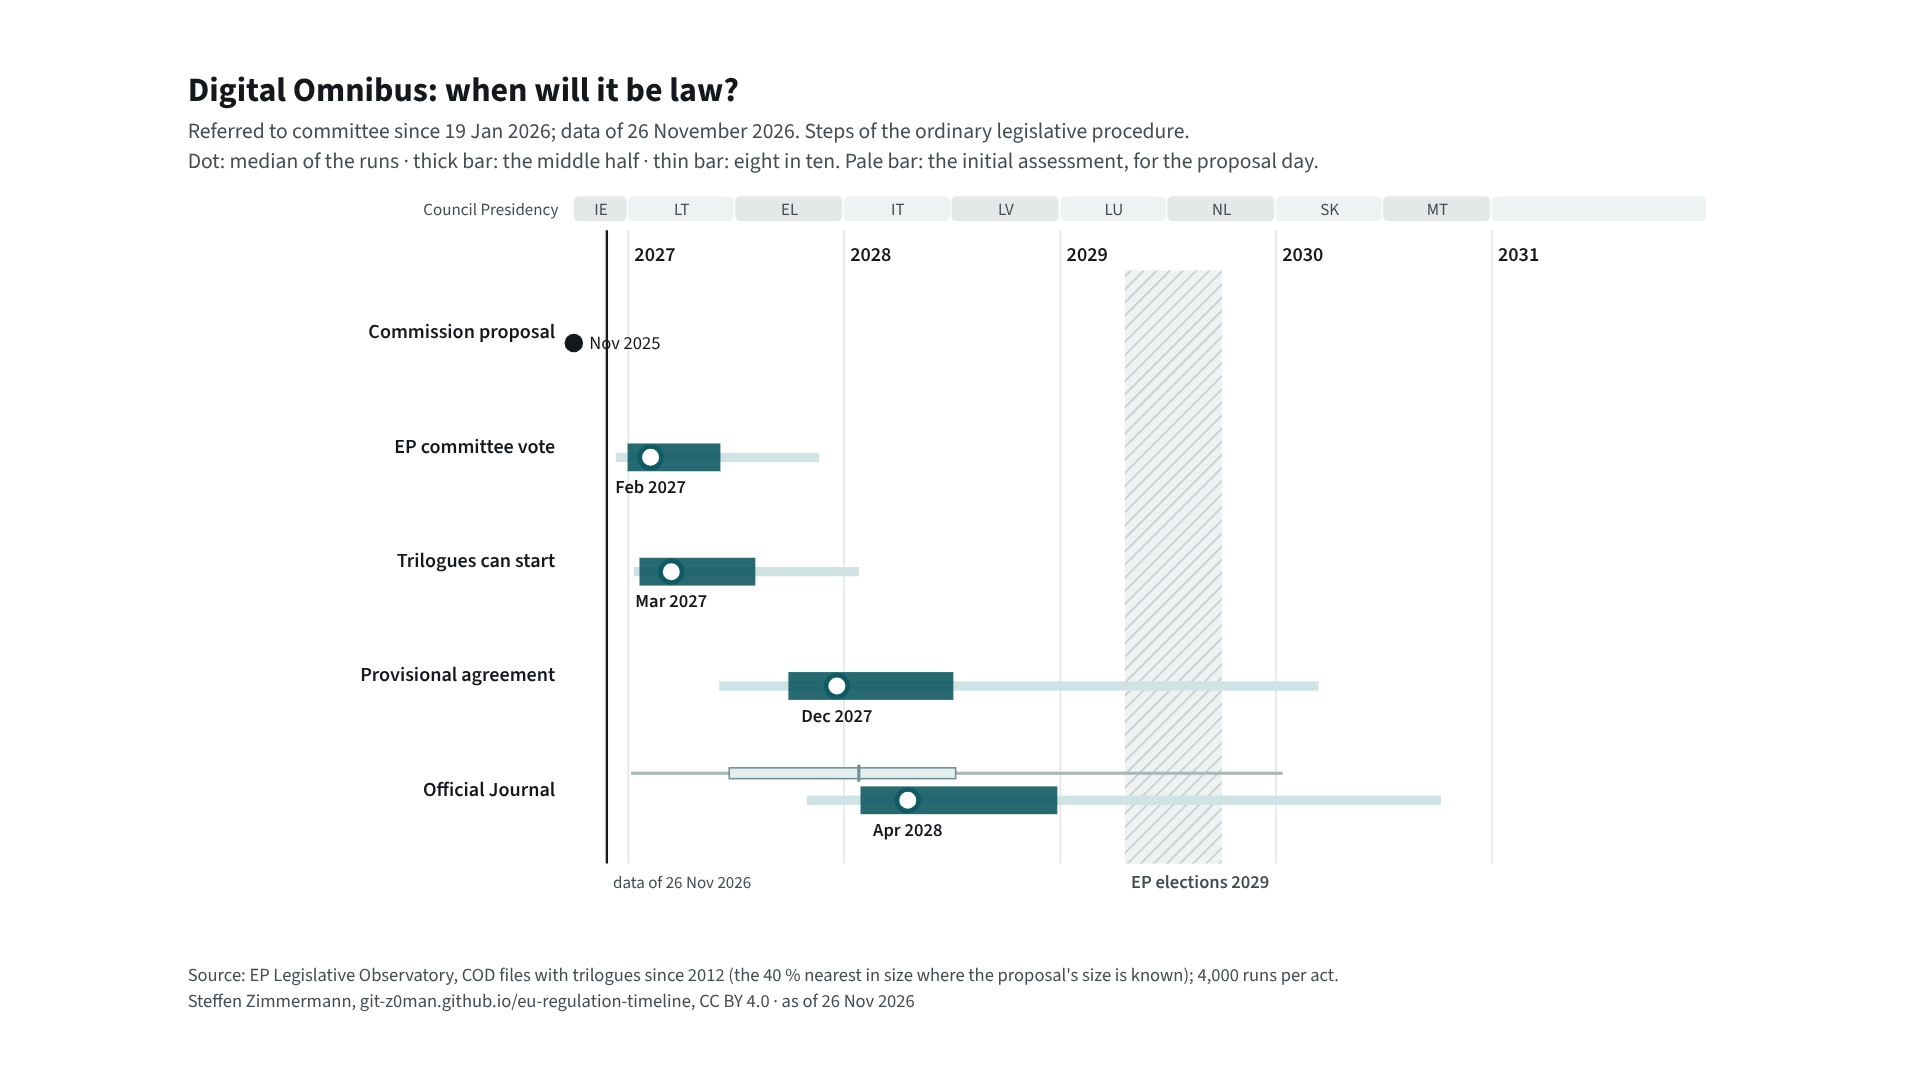 Digital Omnibus: when will it be law?
Referred to committee since 19 Jan 2026; data of 26 November 2026. Steps of the ordinary legislative procedure.
Dot: median of the runs · thick bar: the middle half · thin bar: eight in ten. Pale bar: the initial assessment, for the proposal day.
Council Presidency IE LT EL IT LV LU NL SK MT
2027 2028 2029 2030 2031
Commission proposal
Nov 2025
EP committee vote
Feb 2027
Trilogues can start
Mar 2027
Provisional agreement
Dec 2027
Official Journal
Apr 2028
data of 26 Nov 2026 EP elections 2029
Source: EP Legislative Observatory, COD files with trilogues since 2012 (the 40 % nearest in size where the proposal's size is known); 4,000 runs per act.
Steffen Zimmermann, git-z0man.github.io/eu-regulation-timeline, CC BY 4.0 · as of 26 Nov 2026